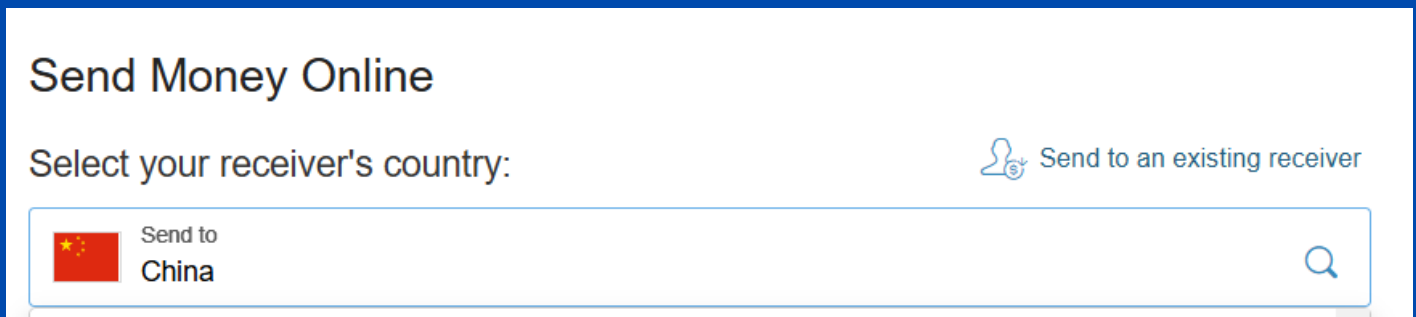 Send Money Online
Select your receiver's country:
Send to an existing receiver
Send to
China